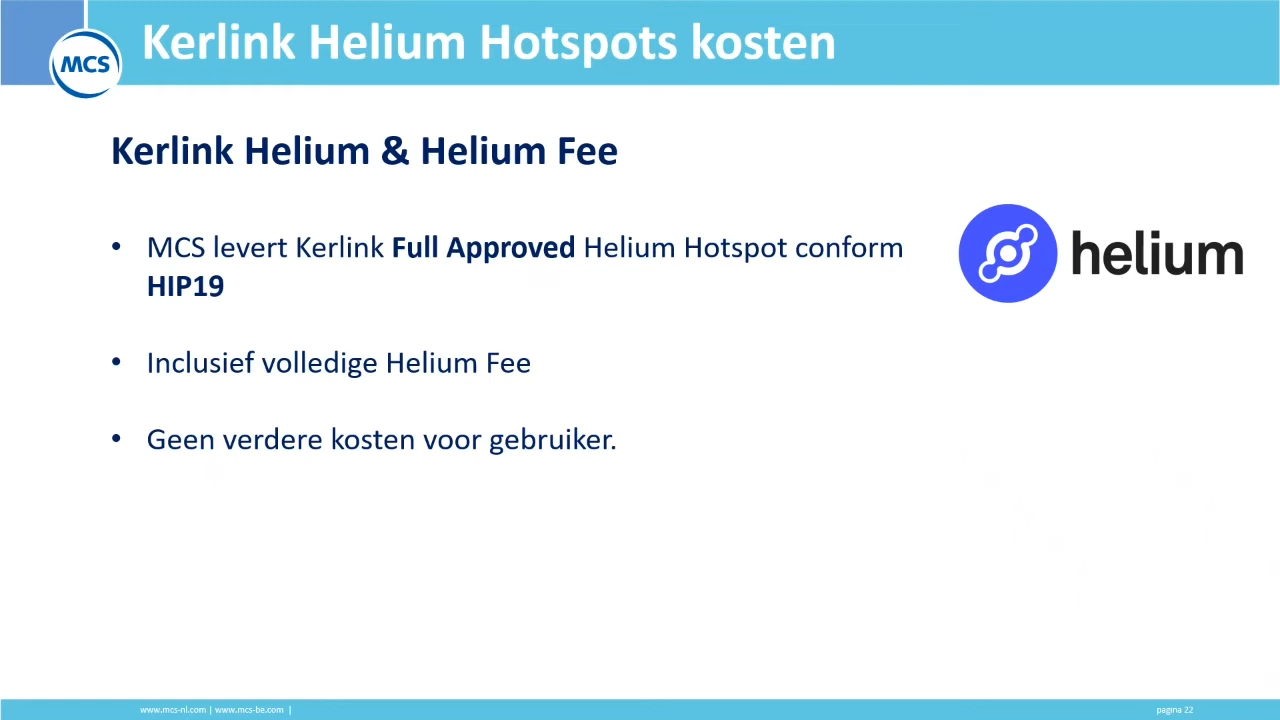 Kerlink Helium Hotspots kosten
MCS
Kerlink Helium & Helium Fee
• MCS levert Kerlink Full Approved Helium Hotspot conform
HIP19
helium
• Inclusief volledige Helium Fee
• Geen verdere kosten voor gebruiker.
www.mcs-nl.com | www.mcs-be.com |
pagina 22